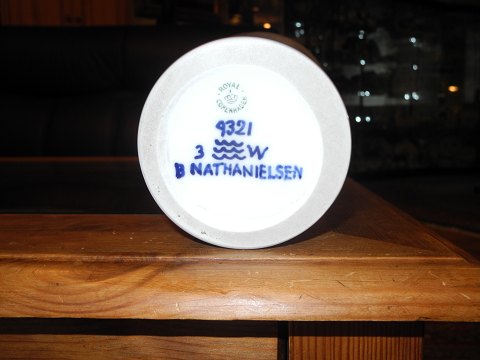 ROYAL
COPENHAGEN
9321
3 W
B NATHANIELSEN